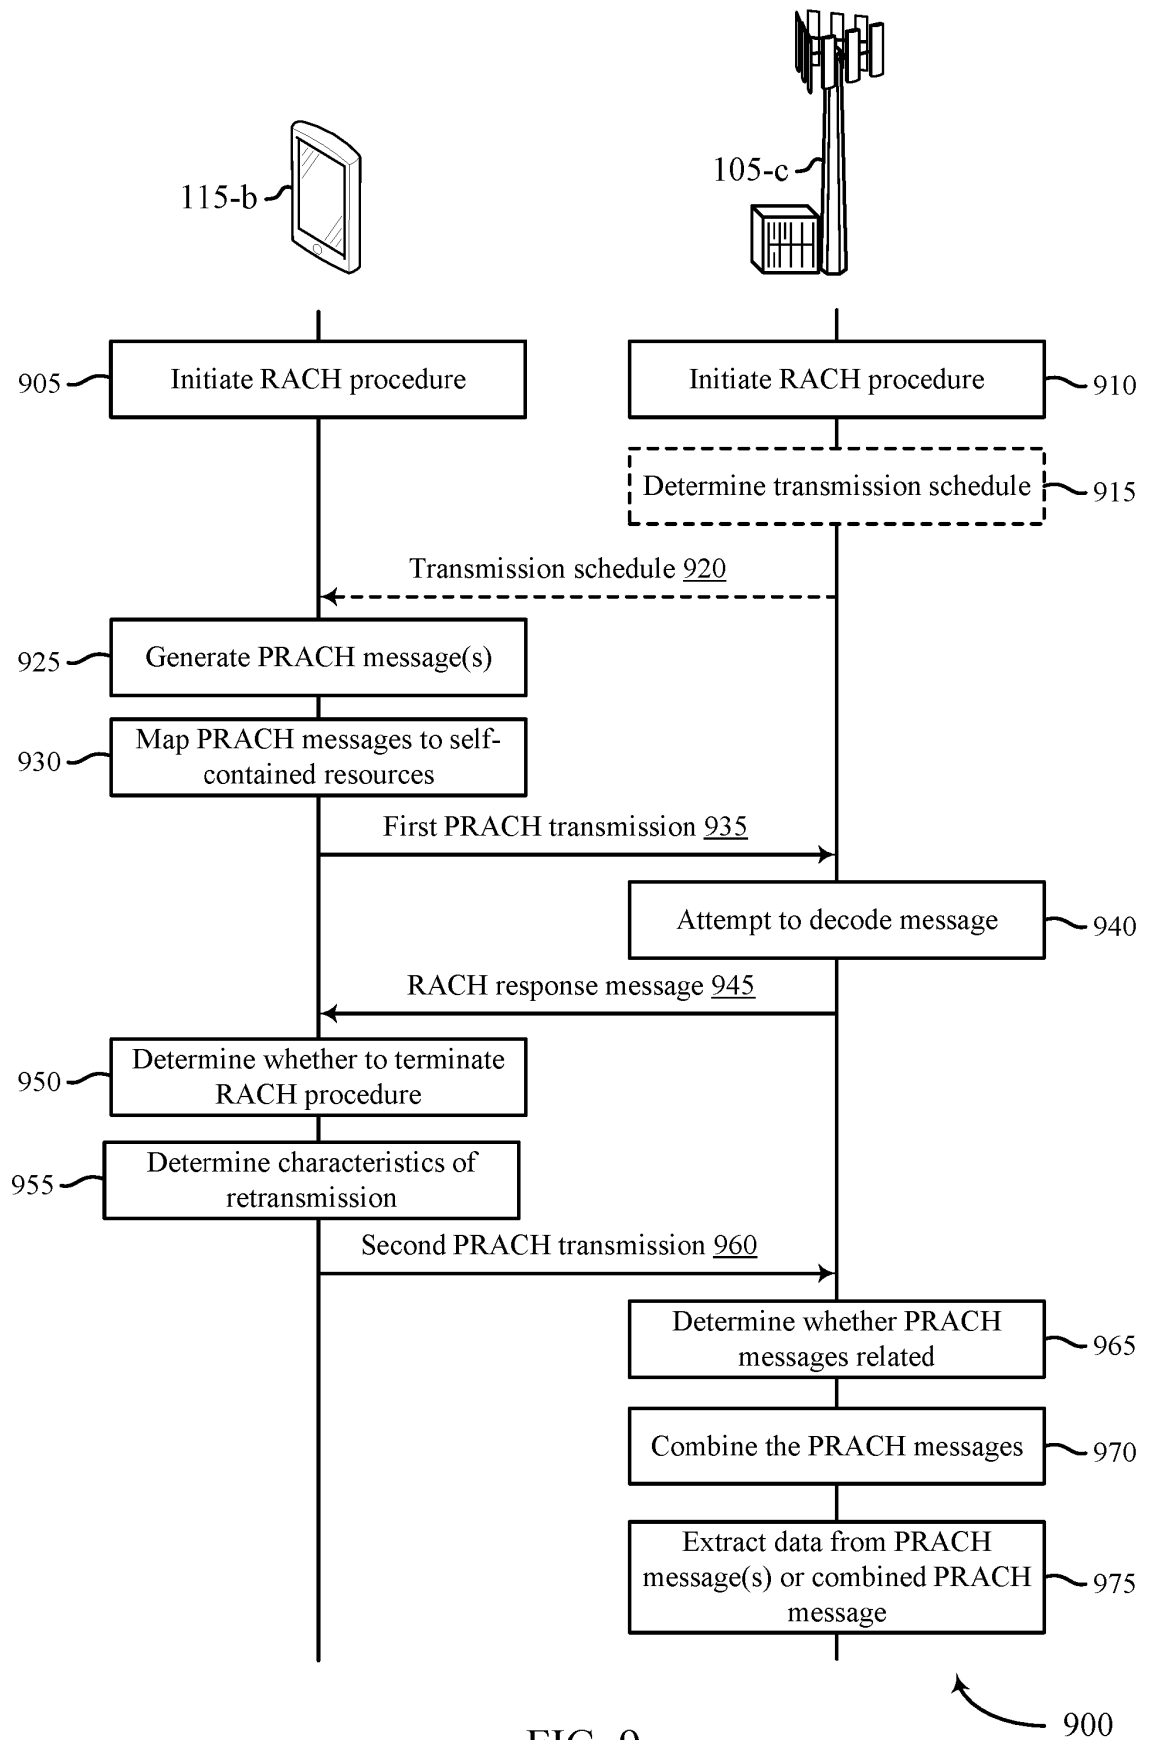 115-b
105-c
905
Initiate RACH procedure
Initiate RACH procedure
910
Determine transmission schedule
915
Transmission schedule 920
925
Generate PRACH message(s)
930
Map PRACH messages to self-
contained resources
First PRACH transmission 935
Attempt to decode message
940
RACH response message 945
950
Determine whether to terminate
RACH procedure
955
Determine characteristics of
retransmission
Second PRACH transmission 960
Determine whether PRACH
messages related
965
Combine the PRACH messages
970
Extract data from PRACH
message(s) or combined PRACH
message
975
900
FIG. 9